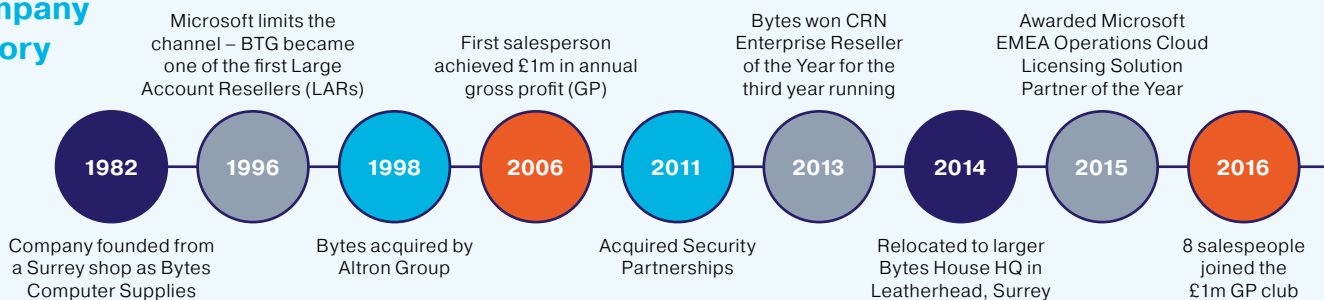 Microsoft limits the
channel – BTG became
one of the first Large
Account Resellers (LARs)
First salesperson
achieved £1m in annual
gross profit (GP)
Bytes won CRN
Enterprise Reseller
of the Year for the
third year running
Awarded Microsoft
EMEA Operations Cloud
Licensing Solution
Partner of the Year
1982
1996
1998
2006
2011
2013
2014
2015
2016
Company founded from
a Surrey shop as Bytes
Computer Supplies
Bytes acquired by
Altron Group
Acquired Security
Partnerships
Relocated to larger
Bytes House HQ in
Leatherhead, Surrey
8 salespeople
joined the
£1m GP club